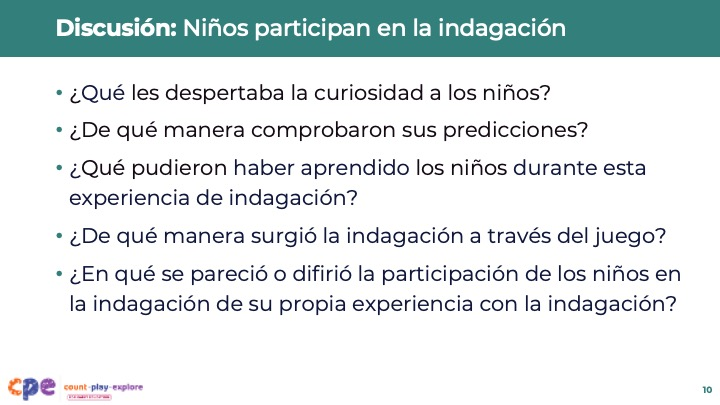 Discusión: Niños participan en la indagación
• ¿Qué les despertaba la curiosidad a los niños?
• ¿De qué manera comprobaron sus predicciones?
• ¿Qué pudieron haber aprendido los niños durante esta
experiencia de indagación?
• ¿De qué manera surgió la indagación a través del juego?
• ¿En qué se pareció o difirió la participación de los niños en
la indagación de su propia experiencia con la indagación?
cpe count-play-explore
10